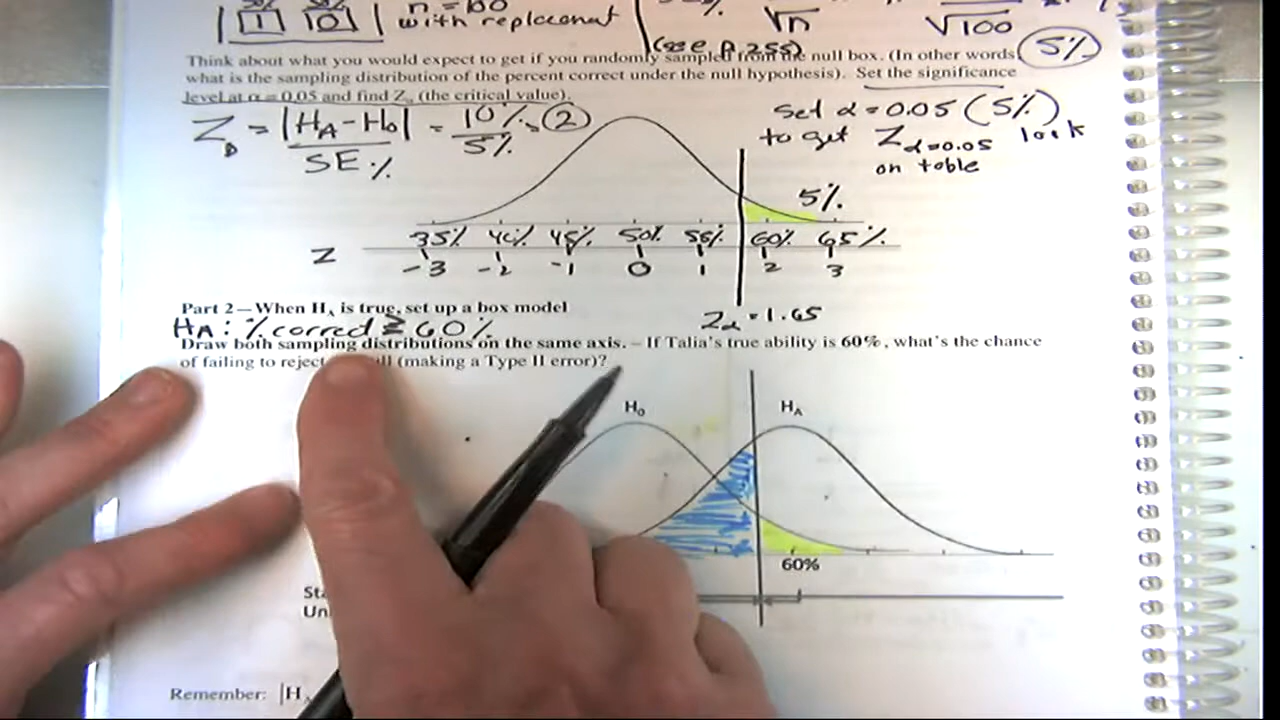 1 10 with replacement √n √100
(see p. 255)
Think about what you would expect to get if you randomly sampled from the null box. (In other words 5%
what is the sampling distribution of the percent correct under the null hypothesis). Set the significance
level at α = 0.05 and find Zα (the critical value).
Z = |HA - H0| = 10% = 2
SE% 5%
Set α = 0.05 (5%)
to get Zα=0.05 look
on table
5%
35% 40% 45% 50% 55% 60% 65%
Z -3 -2 -1 0 1 2 3
Zα = 1.65
Part 2 — When HA is true, set up a box model
HA: % correct ≥ 60%
Draw both sampling distributions on the same axis. – If Talia's true ability is 60%, what's the chance
of failing to reject (making a Type II error)?
H0 HA
60%
Remember: |H